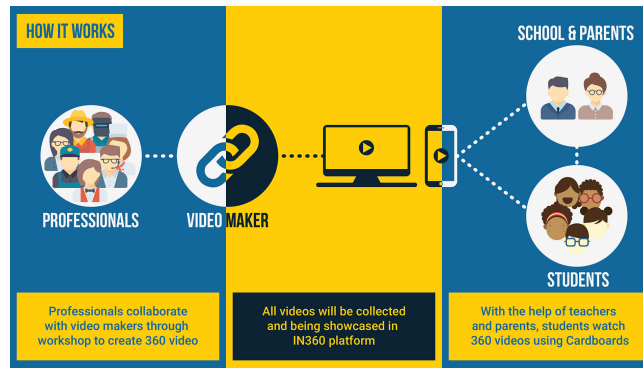 HOW IT WORKS
PROFESSIONALS
VIDEO MAKER
SCHOOL & PARENTS
STUDENTS
Professionals collaborate
with video makers through
workshop to create 360 video
All videos will be collected
and being showcased in
IN360 platform
With the help of teachers
and parents, students watch
360 videos using Cardboards